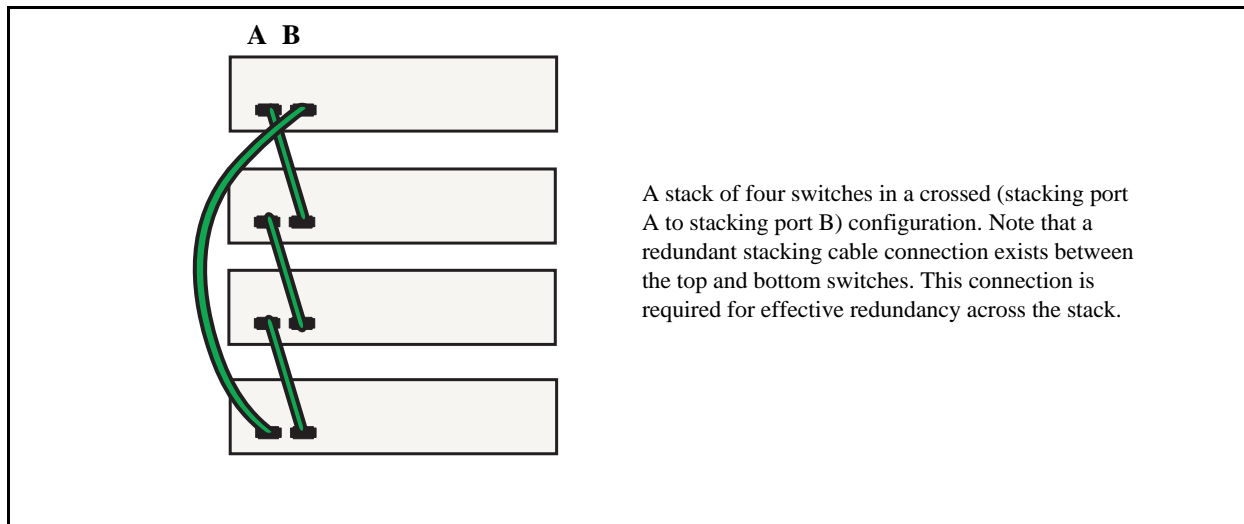 A B
A stack of four switches in a crossed (stacking port
A to stacking port B) configuration. Note that a
redundant stacking cable connection exists between
the top and bottom switches. This connection is
required for effective redundancy across the stack.